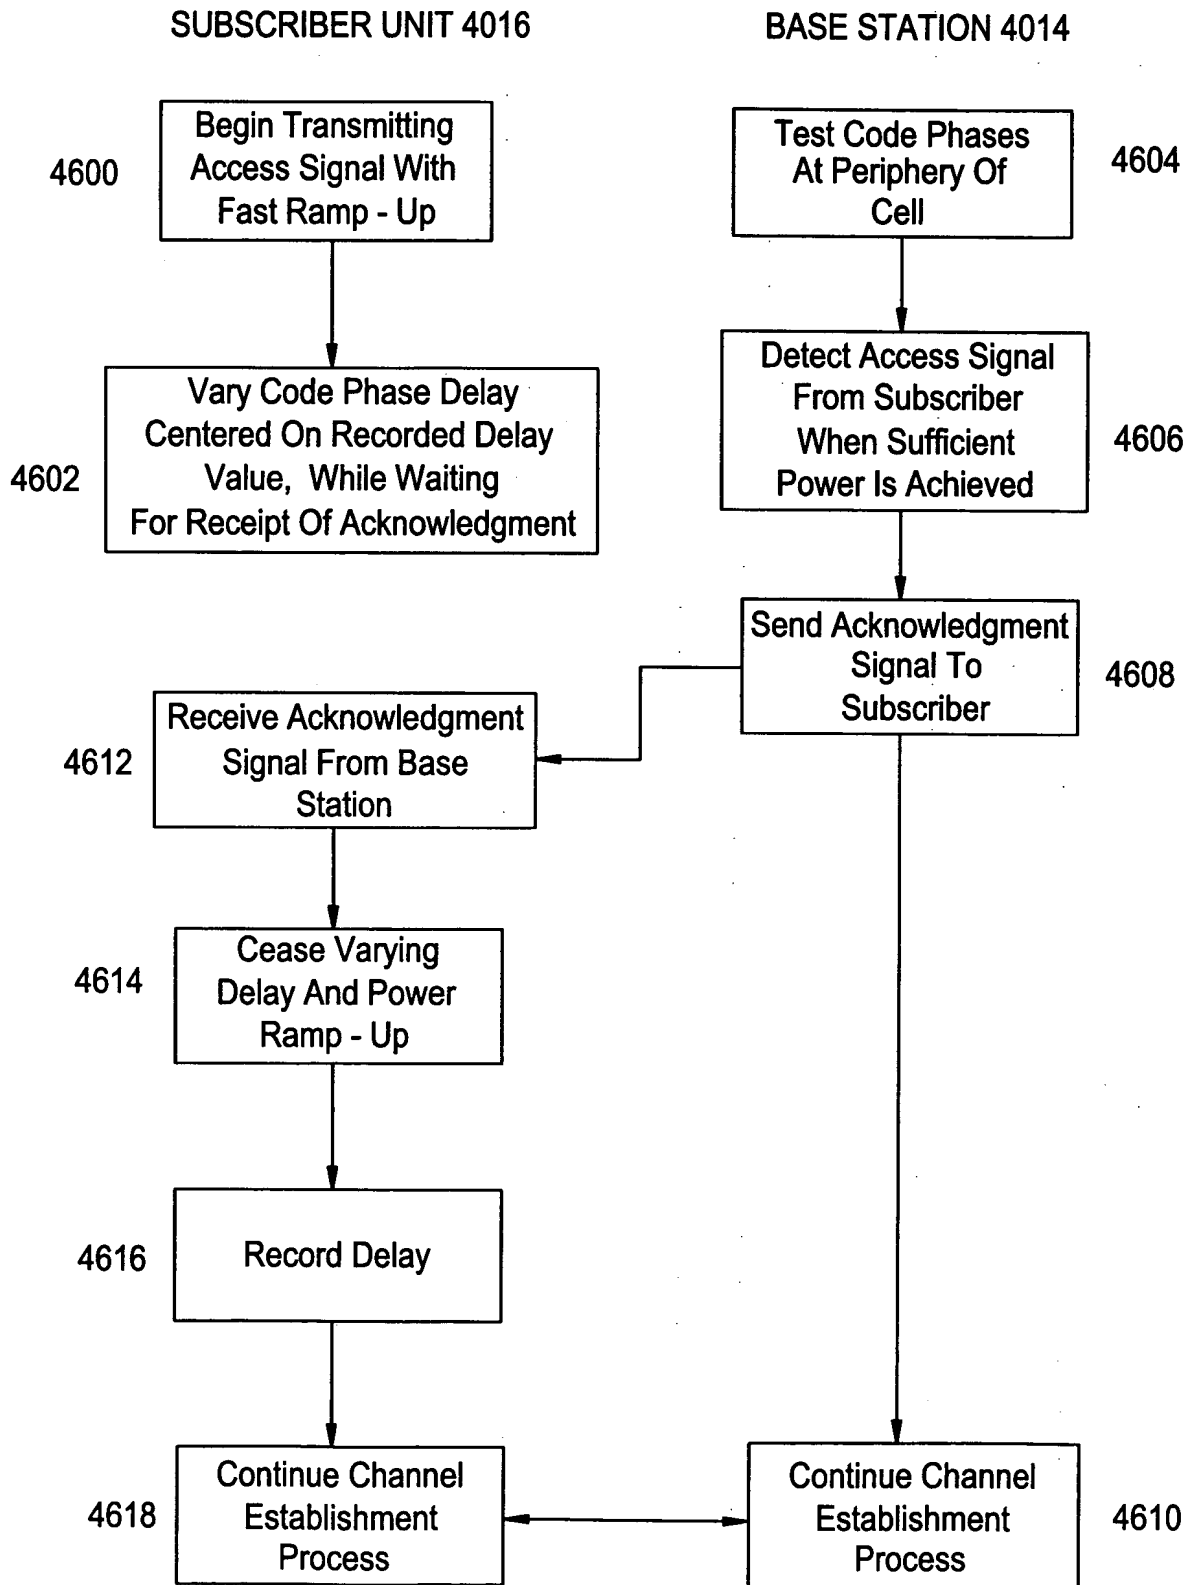 SUBSCRIBER UNIT 4016
BASE STATION 4014
4600
Begin Transmitting
Access Signal With
Fast Ramp - Up
Test Code Phases
At Periphery Of
Cell
4604
4602
Vary Code Phase Delay
Centered On Recorded Delay
Value, While Waiting
For Receipt Of Acknowledgment
Detect Access Signal
From Subscriber
When Sufficient
Power Is Achieved
4606
Send Acknowledgment
Signal To
Subscriber
4608
4612
Receive Acknowledgment
Signal From Base
Station
4614
Cease Varying
Delay And Power
Ramp - Up
4616
Record Delay
4618
Continue Channel
Establishment
Process
Continue Channel
Establishment
Process
4610